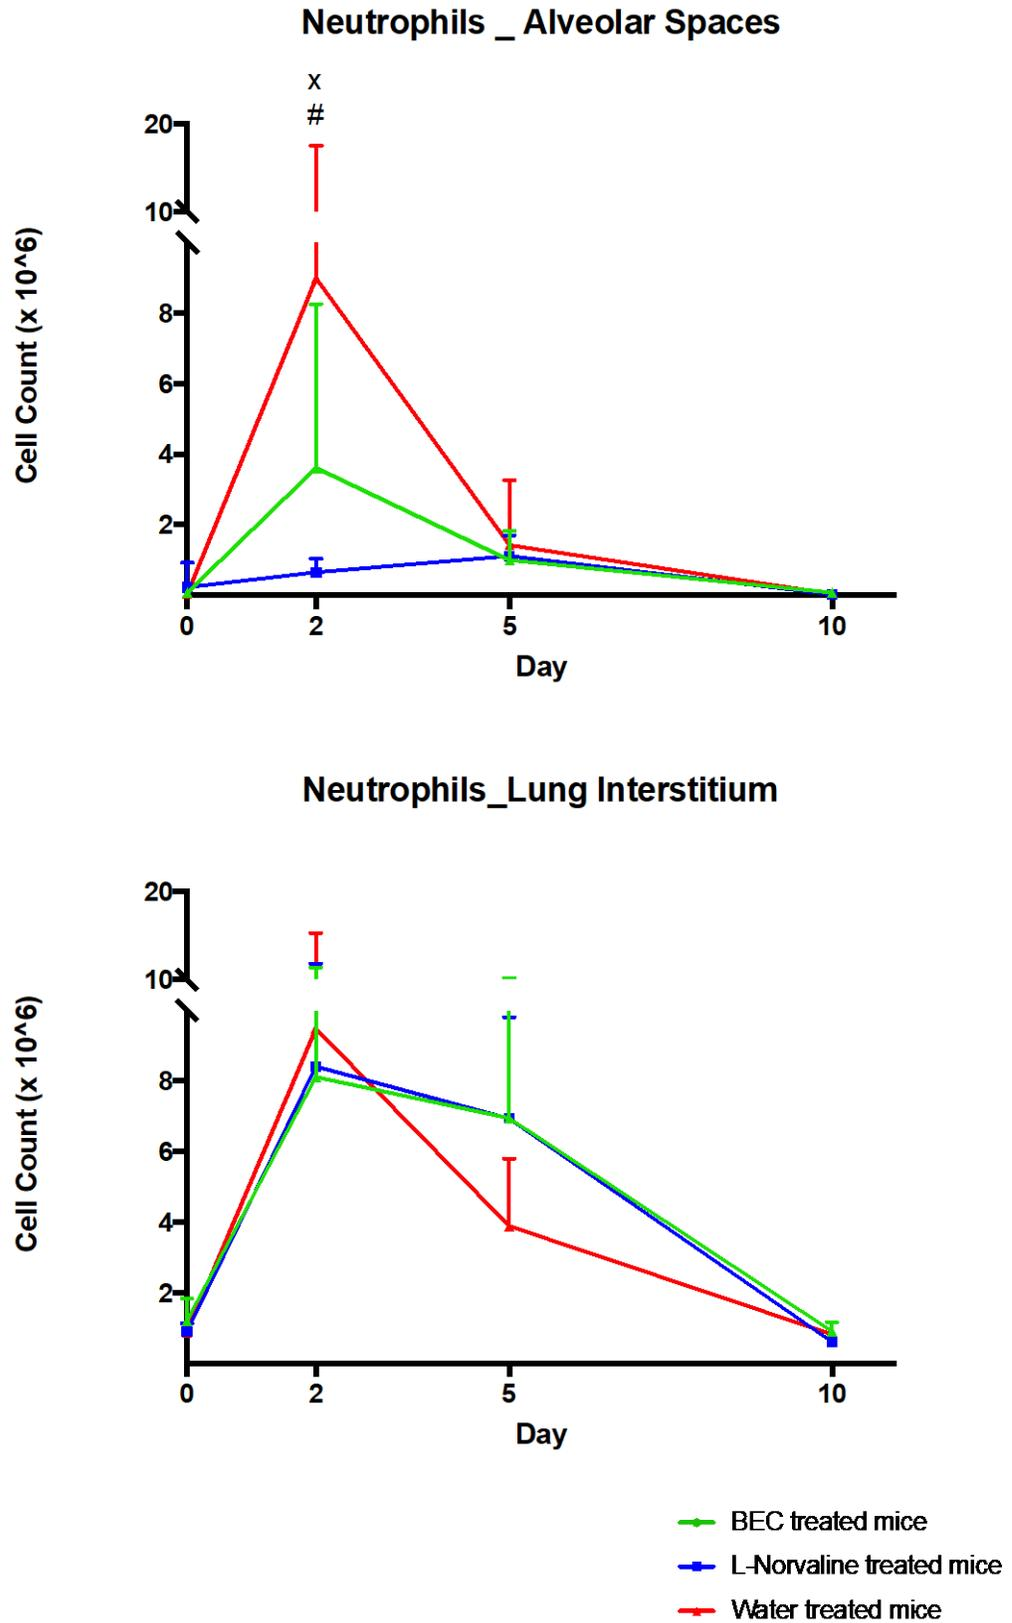 Neutrophils _ Alveolar Spaces
x
#
20
10
8
6
4
2
Cell Count (x 10^6)
0 2 5 10
Day
Neutrophils_Lung Interstitium
20
10
8
6
4
2
Cell Count (x 10^6)
0 2 5 10
Day
BEC treated mice
L-Norvaline treated mice
Water treated mice